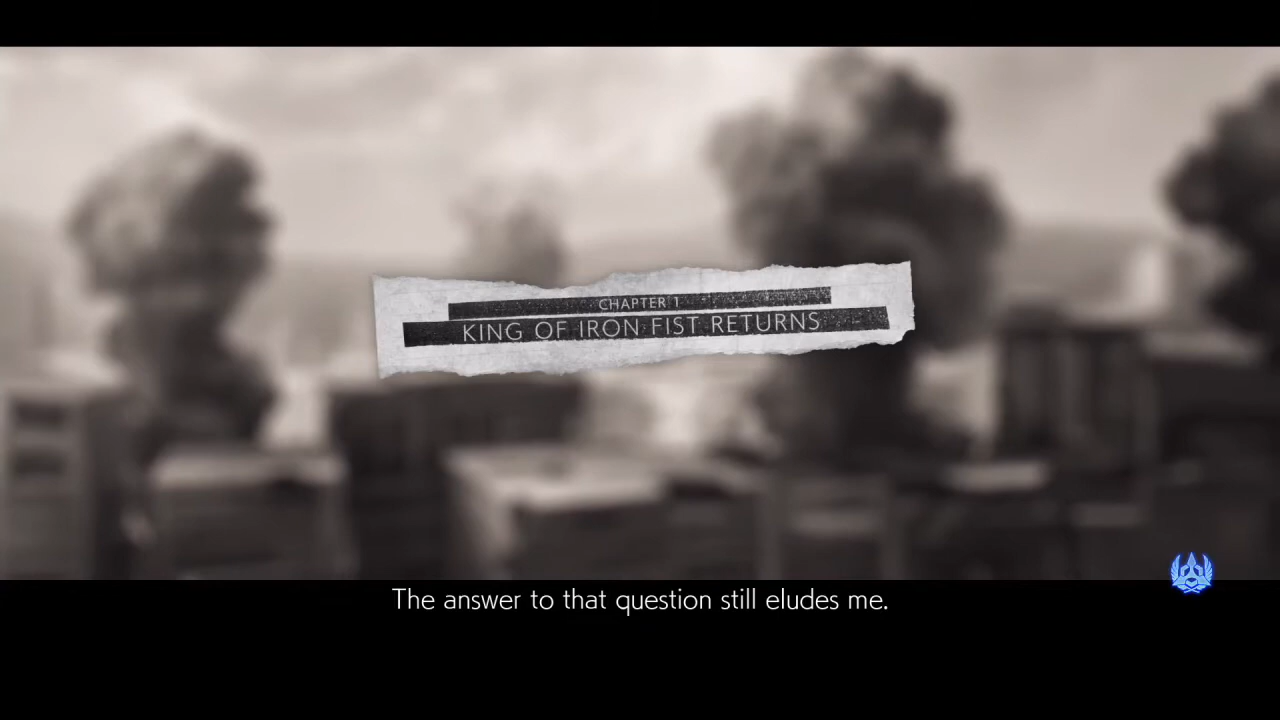 CHAPTER 1
KING OF IRON FIST RETURNS
The answer to that question still eludes me.